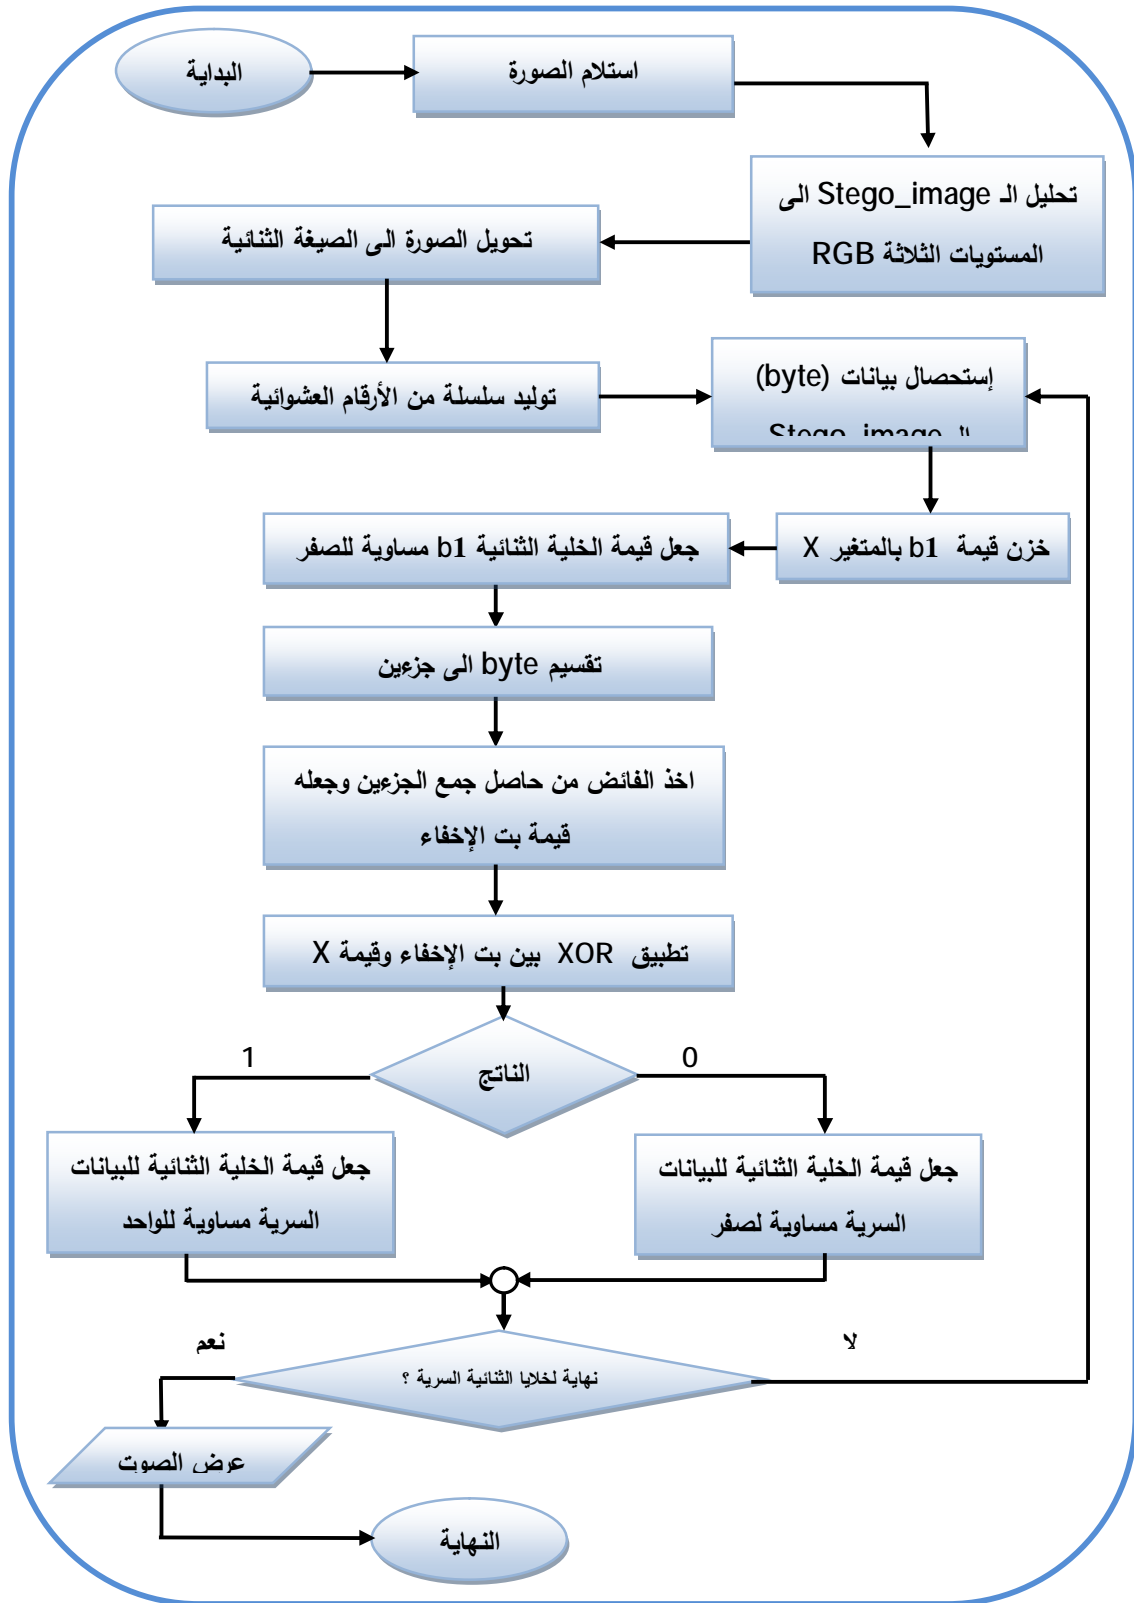 البداية
استلام الصورة
تحليل الـ Stego_image الى
المستويات الثلاثة RGB
تحويل الصورة الى الصيغة الثنائية
توليد سلسلة من الأرقام العشوائية
إستحصال بيانات (byte)
الـ Stego_image
خزن قيمة b1 بالمتغير X
جعل قيمة الخلية الثنائية b1 مساوية للصفر
تقسيم byte الى جزءين
اخذ الفائض من حاصل جمع الجزءين وجعله
قيمة بت الإخفاء
تطبيق XOR بين بت الإخفاء وقيمة X
الناتج
1
0
جعل قيمة الخلية الثنائية للبيانات
السرية مساوية للواحد
جعل قيمة الخلية الثنائية للبيانات
السرية مساوية لصفر
نهاية لخلايا الثنائية السرية ؟
نعم
لا
عرض الصوت
النهاية